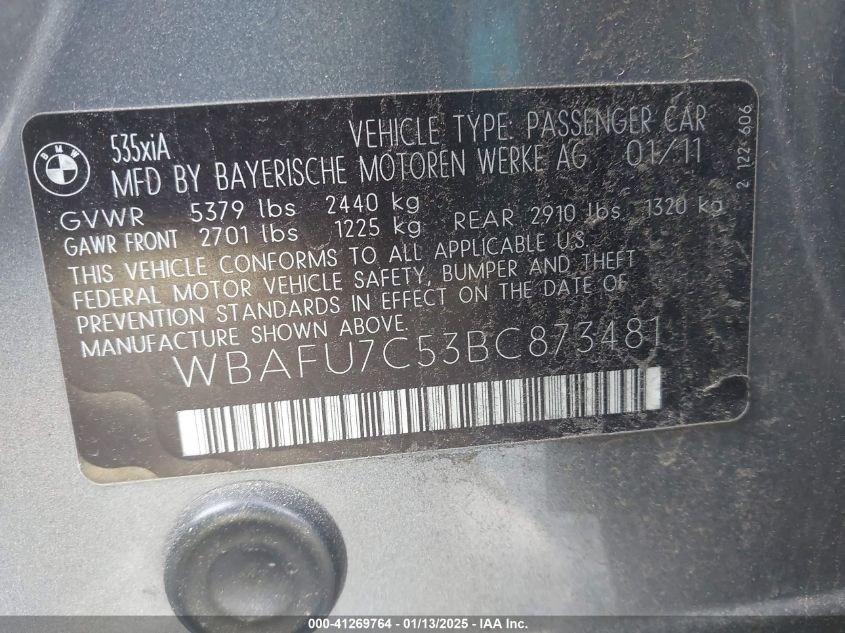 BMW
535xiA VEHICLE TYPE PASSENGER CAR
MFD BY BAYERISCHE MOTOREN WERKE AG 01/11
GVWR 5379 lbs 2440 kg
GAWR FRONT 2701 lbs 1225 kg REAR 2910 lbs 1320 kg
THIS VEHICLE CONFORMS TO ALL APPLICABLE U.S.
FEDERAL MOTOR VEHICLE SAFETY, BUMPER AND THEFT
PREVENTION STANDARDS IN EFFECT ON THE DATE OF
MANUFACTURE SHOWN ABOVE.
WBAFU7C53BC873481
2 122 606
000-41269764 - 01/13/2025 - IAA Inc.